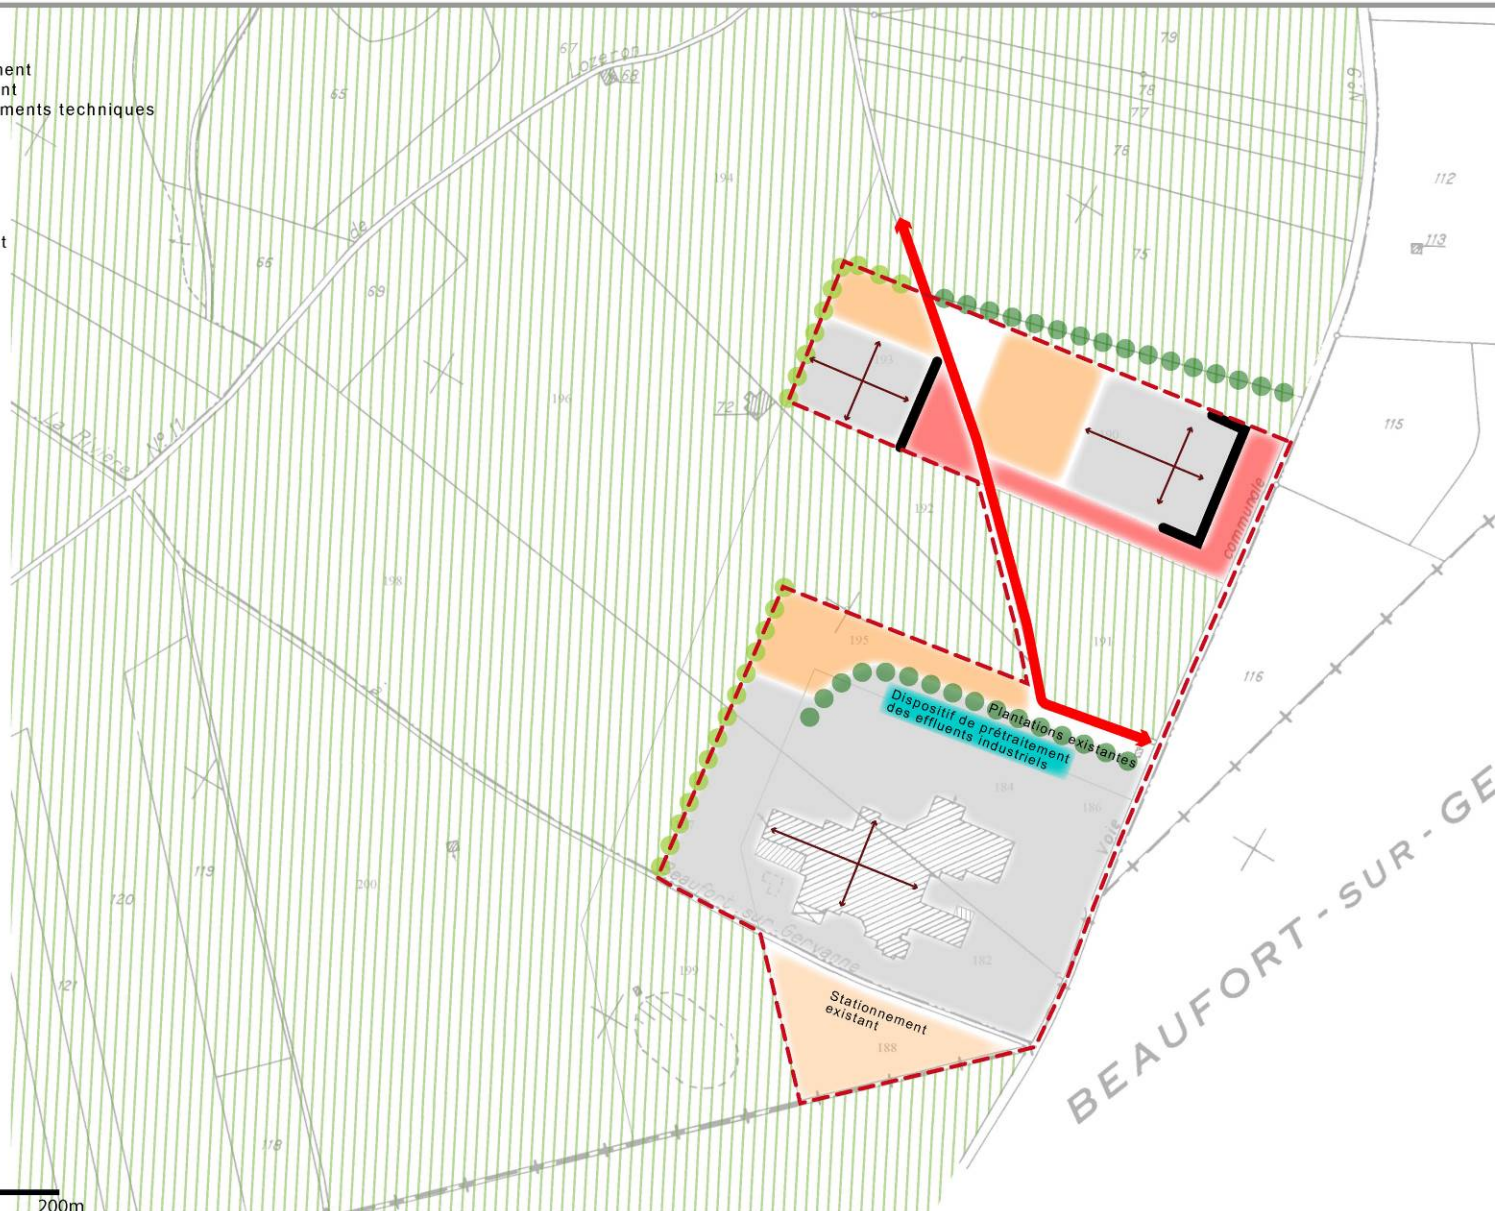 ment
nt
ments techniques
t
67
Lozeron
68
65
79
78
77
76
N° 9
112
194
de
75
113
66
69
193
72
196
190
115
La Rivière
N° 11
192
communale
198
191
195
116
à
Dispositif de prétraitement
des effluents industriels
Plantations existantes
184
186
Voie
119
200
120
Beaufort-sur-Gervanne
182
199
121
Stationnement
existant
188
118
BEAUFORT-SUR-GE
200m